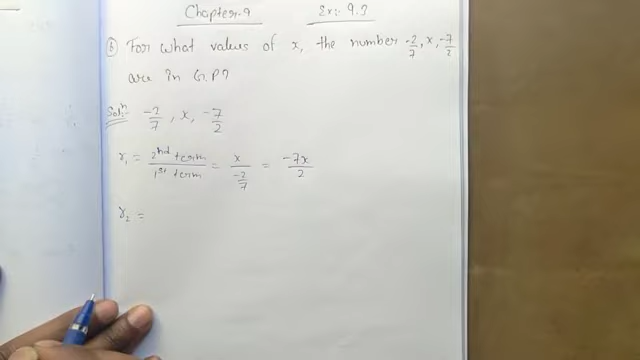 Chapter-9 Ex:- 9.3
⑥ For what values of x, the number -2/7, x, -7/2
are in G.P?
Solⁿ:- -2/7, x, -7/2
r₁ = 2nd term/1st term = x/(-2/7) = -7x/2
r₂ =